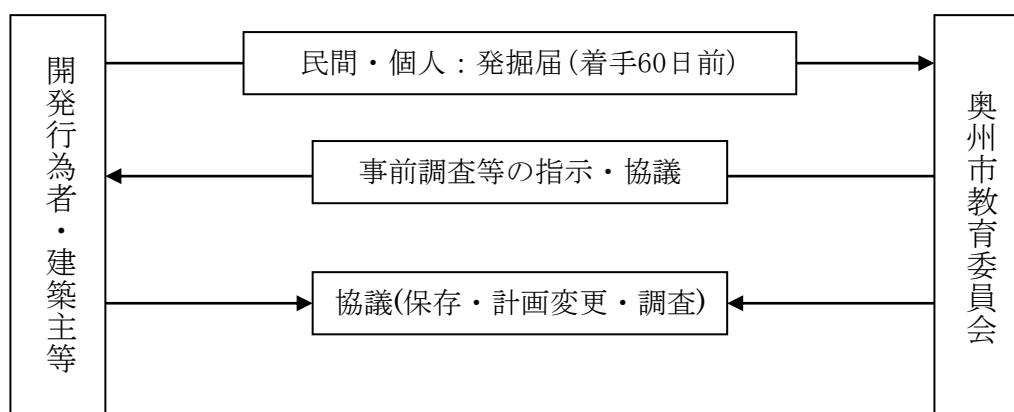 開発行為者・建築主等
民間・個人：発掘届(着手60日前)
事前調査等の指示・協議
協議(保存・計画変更・調査)
奥州市教育委員会